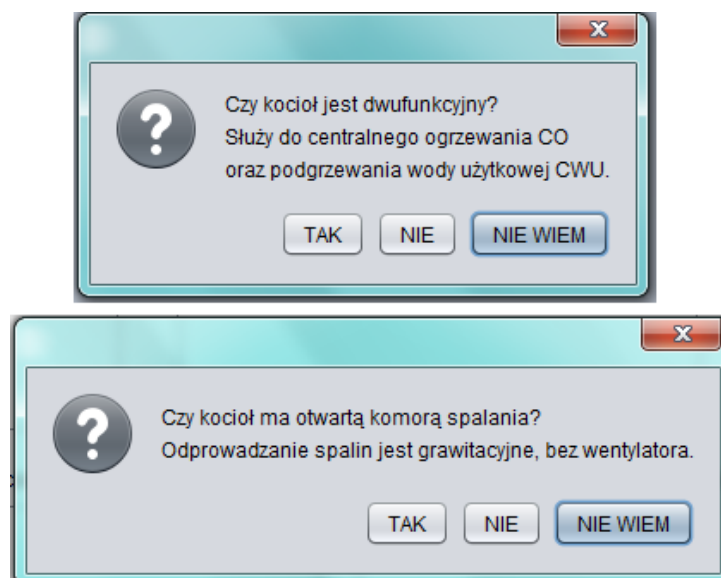 Czy kocioł jest dwufunkcyjny?
Służy do centralnego ogrzewania CO
oraz podgrzewania wody użytkowej CWU.
TAK NIE NIE WIEM
Czy kocioł ma otwartą komorą spalania?
Odprowadzanie spalin jest grawitacyjne, bez wentylatora.
TAK NIE NIE WIEM